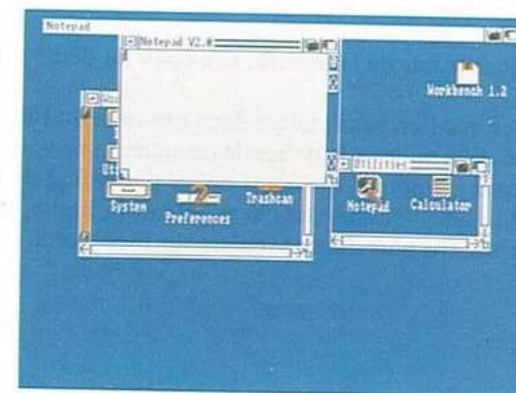 Notepad
Notepad V2.0
Workbench 1.2
Utilities
System
Preferences
Trashcan
Notepad
Calculator